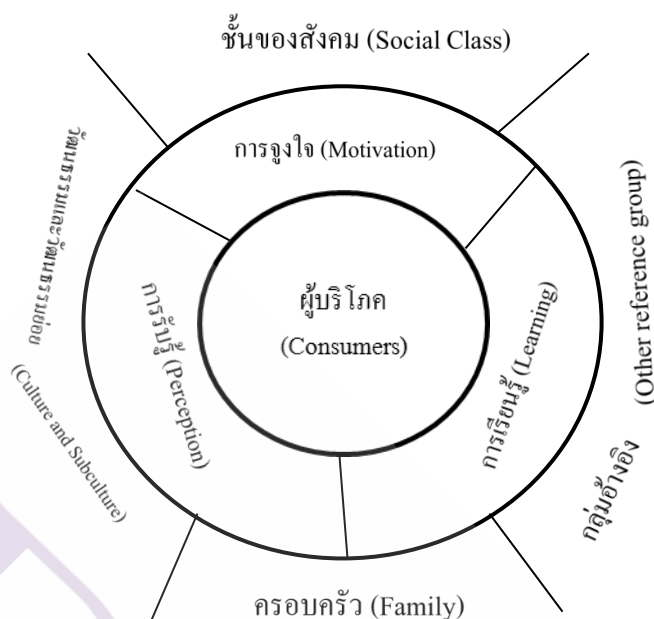 ชั้นของสังคม (Social Class)
การจูงใจ (Motivation)
วัฒนธรรมและวัฒนธรรมย่อย
(Culture and Subculture)
การรับรู้ (Perception)
ผู้บริโภค
(Consumers)
การเรียนรู้ (Learning)
(Other reference group)
กลุ่มอ้างอิง
ครอบครัว (Family)